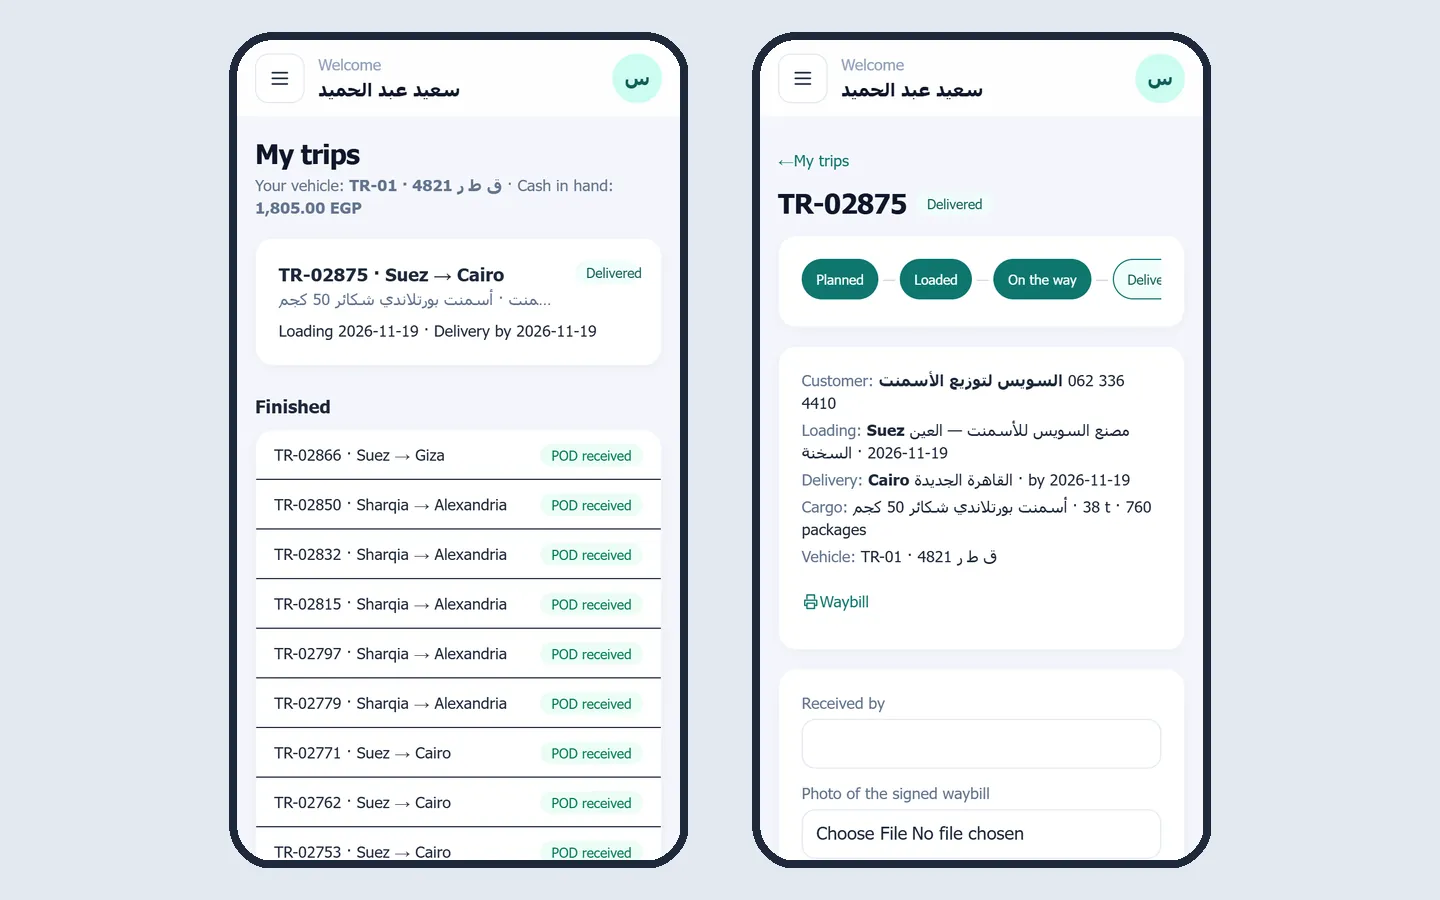 Welcome
سعيد عبد الحميد
س
My trips
Your vehicle: TR-01 · 4821 ق ط ر · Cash in hand:
1,805.00 EGP
TR-02875 · Suez → Cairo
Delivered
...منت · أسمنت بورتلاندي شكائر 50 كجم
Loading 2026-11-19 · Delivery by 2026-11-19
Finished
TR-02866 · Suez → Giza
POD received
TR-02850 · Sharqia → Alexandria
POD received
TR-02832 · Sharqia → Alexandria
POD received
TR-02815 · Sharqia → Alexandria
POD received
TR-02797 · Sharqia → Alexandria
POD received
TR-02779 · Sharqia → Alexandria
POD received
TR-02771 · Suez → Cairo
POD received
TR-02762 · Suez → Cairo
POD received
TR-02753 · Suez → Cairo
POD received
Welcome
سعيد عبد الحميد
س
←My trips
TR-02875
Delivered
Planned
Loaded
On the way
Delive
Customer: السويس لتوزيع الأسمنت 062 336
4410
Loading: Suez مصنع السويس للأسمنت — العين
السخنة · 2026-11-19
Delivery: Cairo القاهرة الجديدة · by 2026-11-19
Cargo: أسمنت بورتلاندي شكائر 50 كجم · 38 t · 760
packages
Vehicle: TR-01 · 4821 ق ط ر
Waybill
Received by
Photo of the signed waybill
Choose File No file chosen